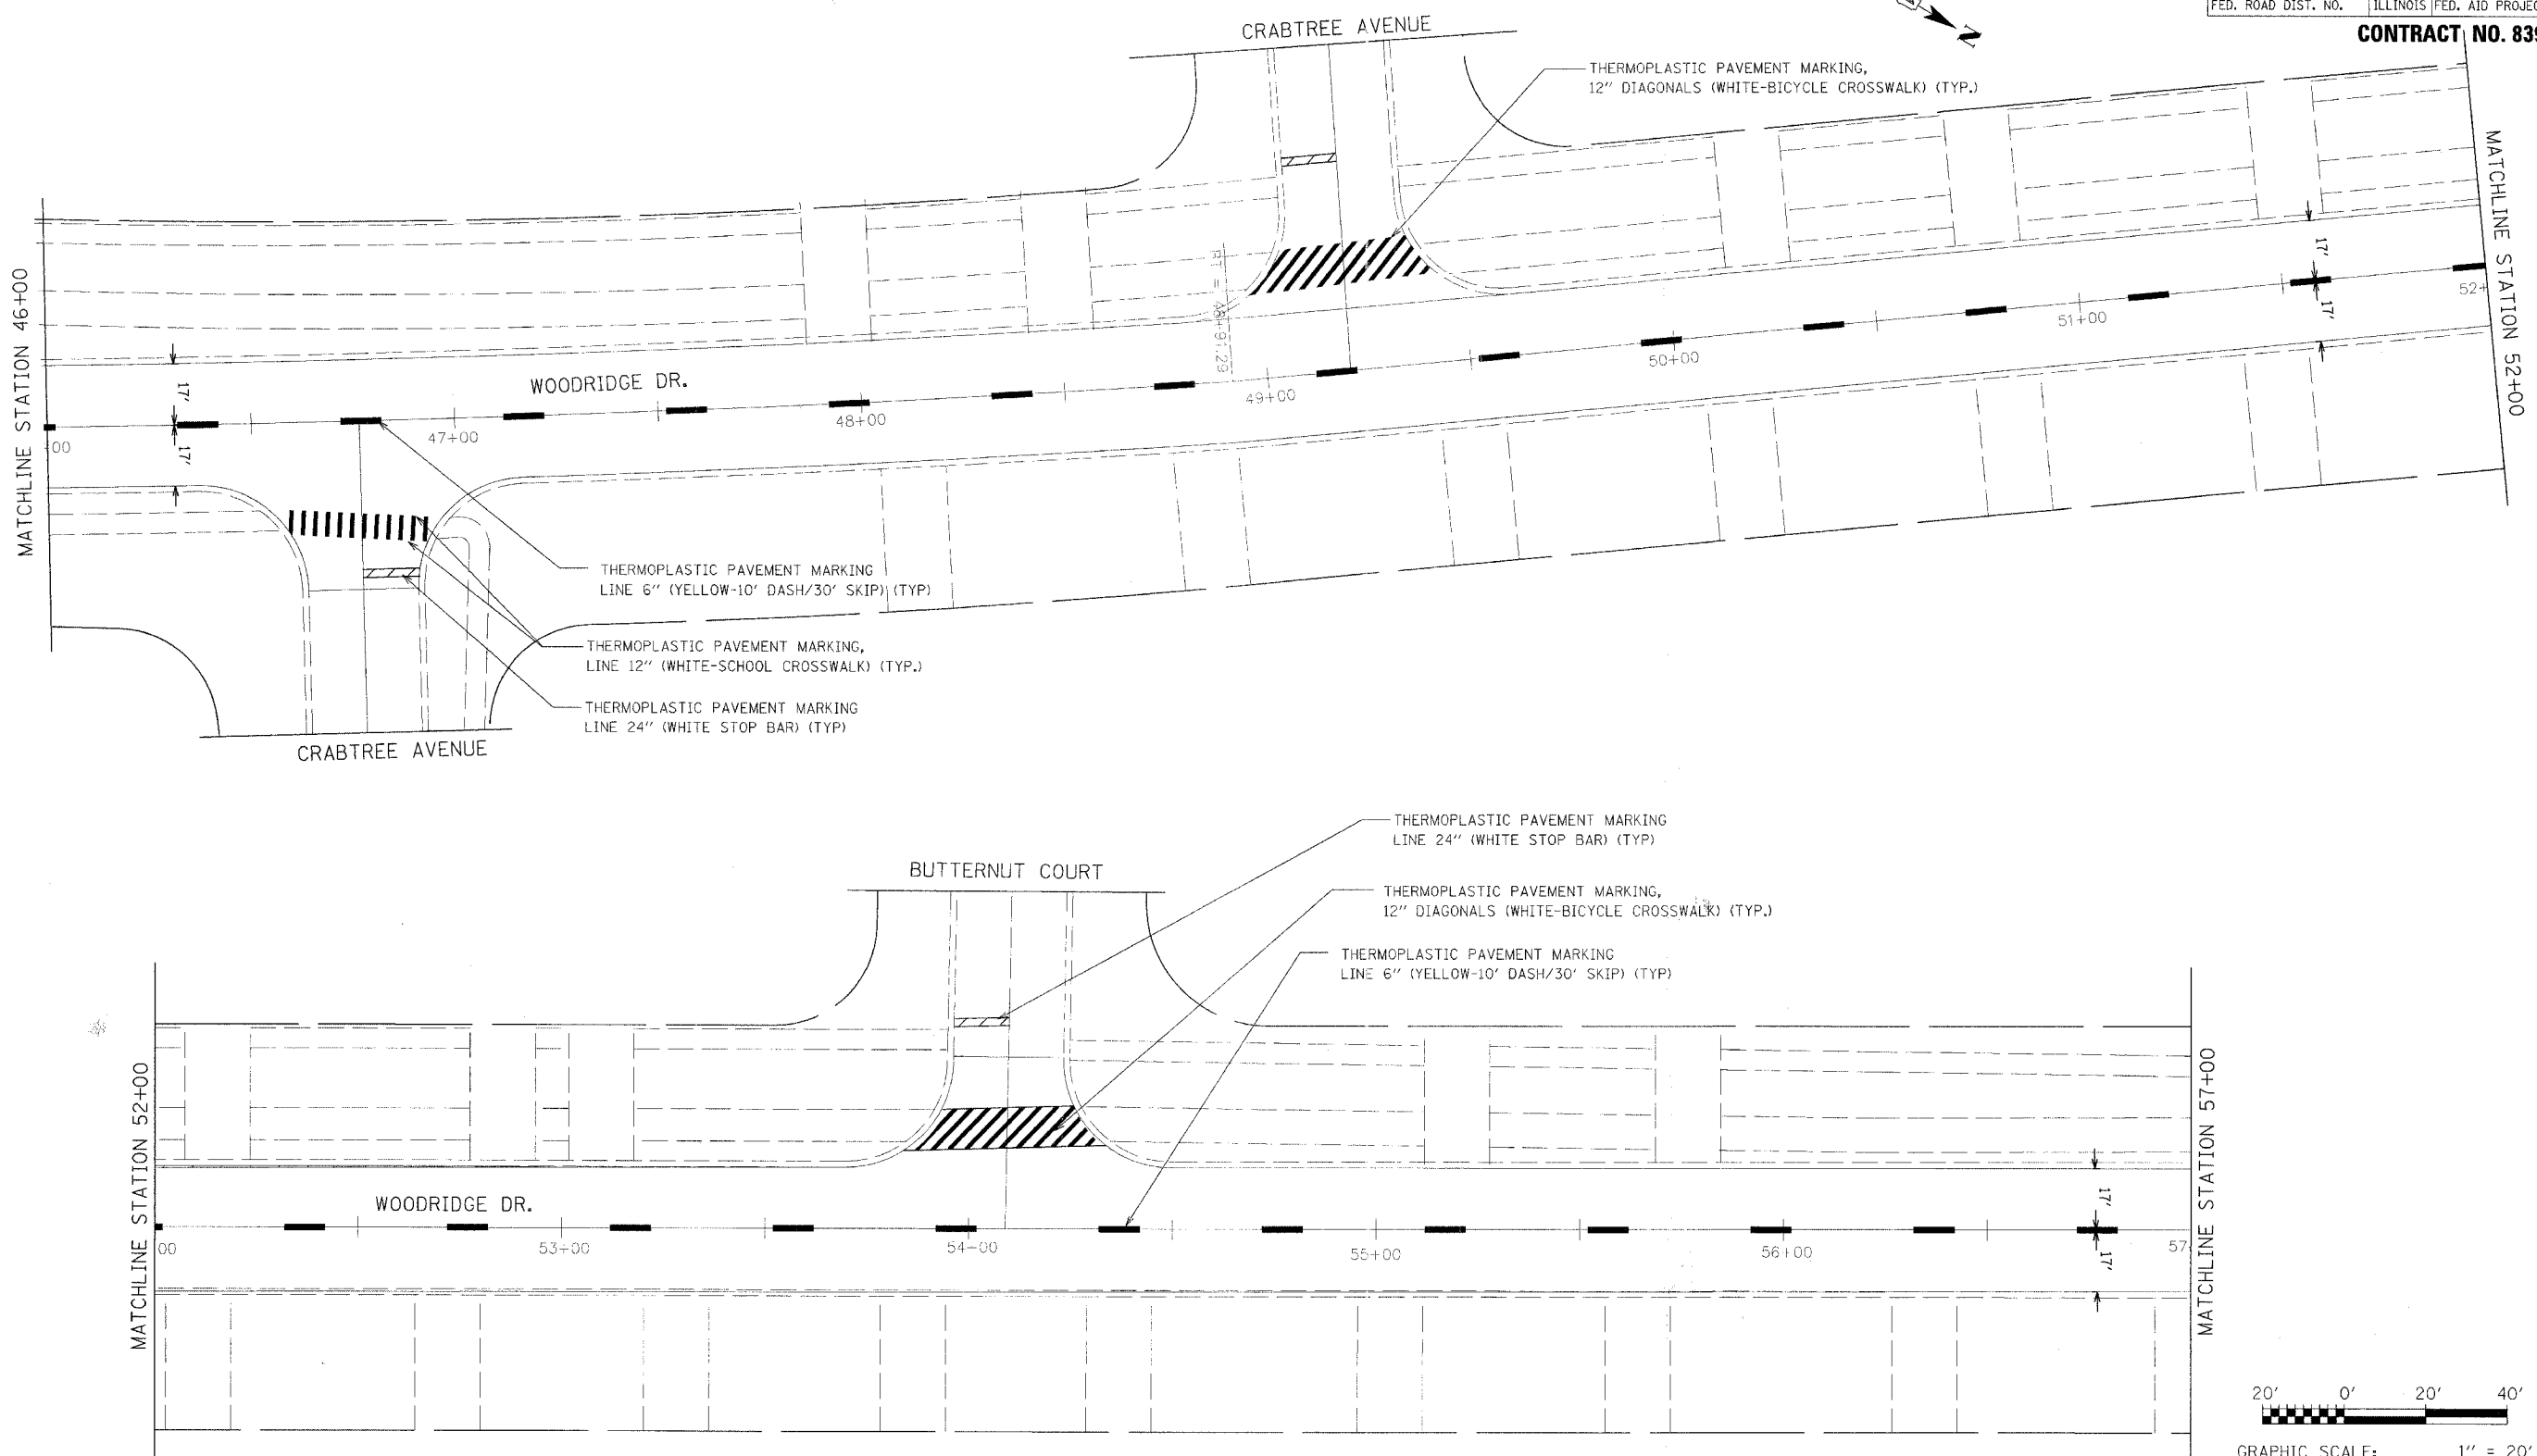 FED. ROAD DIST. NO. ILLINOIS FED. AID
CONTRACT NO.
CRABTREE AVENUE
N
THERMOPLASTIC PAVEMENT MARKING,
12" DIAGONALS (WHITE-BICYCLE CROSSWALK) (TYP.)
MATCHLINE STATION 46+00
MATCHLINE STATION 52+00
17'
17'
17'
17'
WOODRIDGE DR.
00
47+00
48+00
49+00
50+00
51+00
52+
THERMOPLASTIC PAVEMENT MARKING
LINE 6" (YELLOW-10' DASH/30' SKIP) (TYP)
THERMOPLASTIC PAVEMENT MARKING,
LINE 12" (WHITE-SCHOOL CROSSWALK) (TYP.)
THERMOPLASTIC PAVEMENT MARKING
LINE 24" (WHITE STOP BAR) (TYP)
CRABTREE AVENUE
THERMOPLASTIC PAVEMENT MARKING
LINE 24" (WHITE STOP BAR) (TYP)
BUTTERNUT COURT
THERMOPLASTIC PAVEMENT MARKING,
12" DIAGONALS (WHITE-BICYCLE CROSSWALK) (TYP.)
THERMOPLASTIC PAVEMENT MARKING
LINE 6" (YELLOW-10' DASH/30' SKIP) (TYP)
MATCHLINE STATION 52+00
MATCHLINE STATION 57+00
WOODRIDGE DR.
17'
17'
00
53+00
54+00
55+00
56+00
57
20' 0' 20' 40'
GRAPHIC SCALE: 1" = 20'